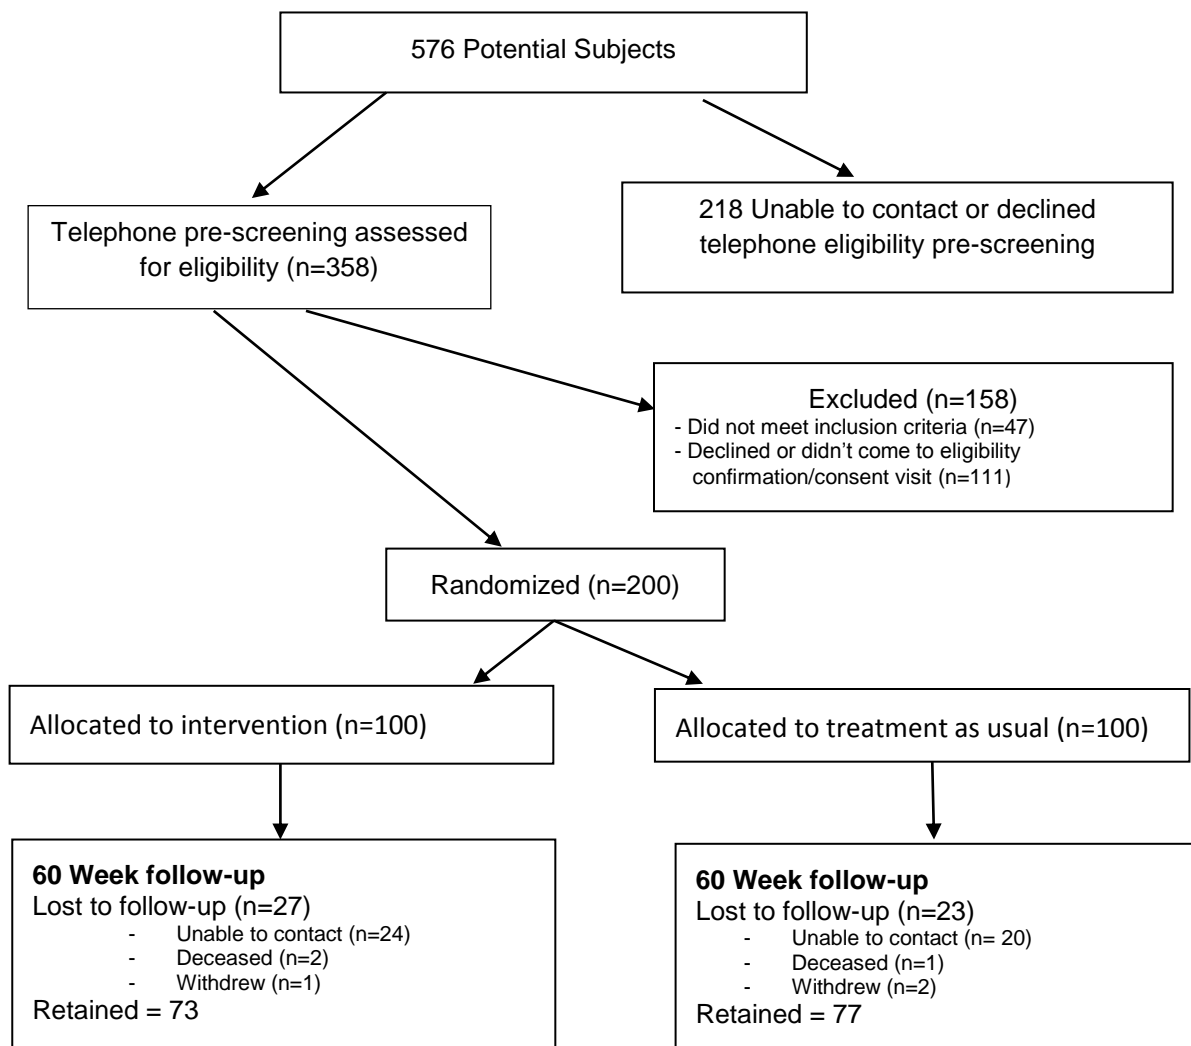 576 Potential Subjects
218 Unable to contact or declined
telephone eligibility pre-screening
Telephone pre-screening assessed
for eligibility (n=358)
Excluded (n=158)
- Did not meet inclusion criteria (n=47)
- Declined or didn’t come to eligibility
confirmation/consent visit (n=111)
Randomized (n=200)
Allocated to intervention (n=100)
Allocated to treatment as usual (n=100)
60 Week follow-up
Lost to follow-up (n=27)
- Unable to contact (n=24)
- Deceased (n=2)
- Withdrew (n=1)
Retained = 73
60 Week follow-up
Lost to follow-up (n=23)
- Unable to contact (n= 20)
- Deceased (n=1)
- Withdrew (n=2)
Retained = 77